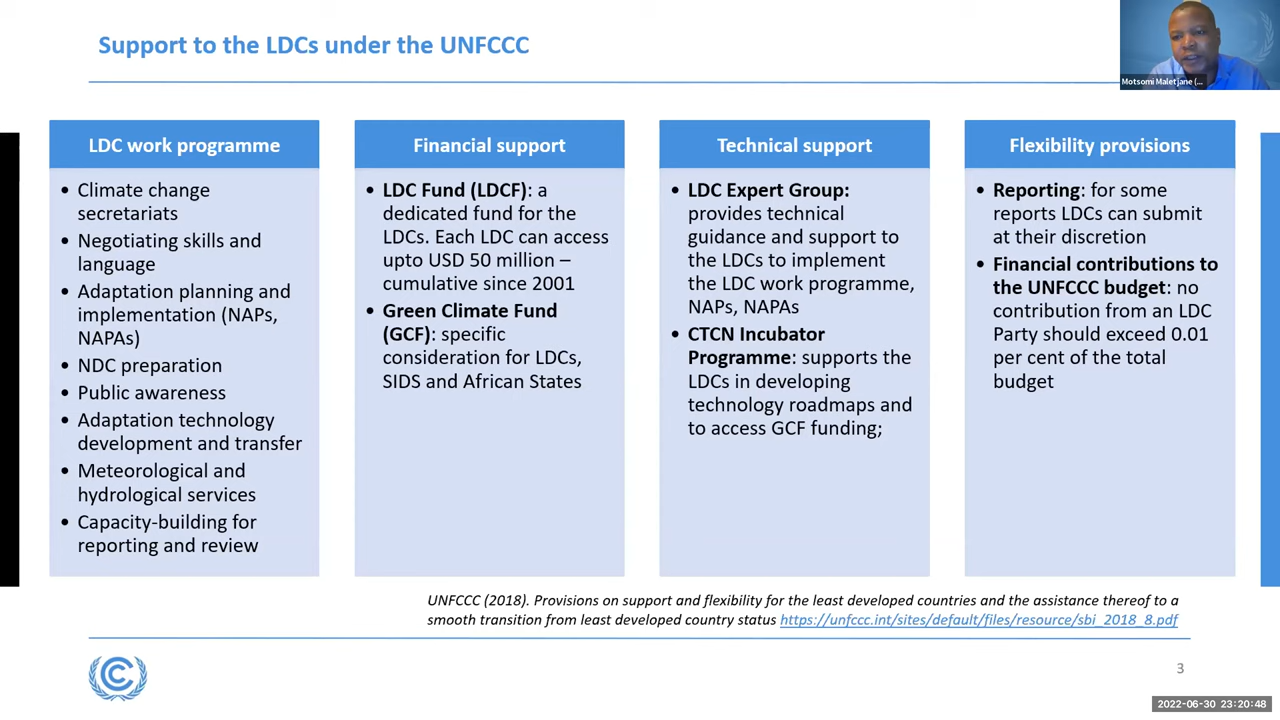 Support to the LDCs under the UNFCCC
Motsomi Maletjane (...
LDC work programme
• Climate change
secretariats
• Negotiating skills and
language
• Adaptation planning and
implementation (NAPs,
NAPAs)
• NDC preparation
• Public awareness
• Adaptation technology
development and transfer
• Meteorological and
hydrological services
• Capacity-building for
reporting and review
Financial support
• LDC Fund (LDCF): a
dedicated fund for the
LDCs. Each LDC can access
upto USD 50 million –
cumulative since 2001
• Green Climate Fund
(GCF): specific
consideration for LDCs,
SIDS and African States
Technical support
• LDC Expert Group:
provides technical
guidance and support to
the LDCs to implement
the LDC work programme,
NAPs, NAPAs
• CTCN Incubator
Programme: supports the
LDCs in developing
technology roadmaps and
to access GCF funding;
Flexibility provisions
• Reporting: for some
reports LDCs can submit
at their discretion
• Financial contributions to
the UNFCCC budget: no
contribution from an LDC
Party should exceed 0.01
per cent of the total
budget
UNFCCC (2018). Provisions on support and flexibility for the least developed countries and the assistance thereof to a
smooth transition from least developed country status https://unfccc.int/sites/default/files/resource/sbi_2018_8.pdf
3
2022-06-30 23:20:48